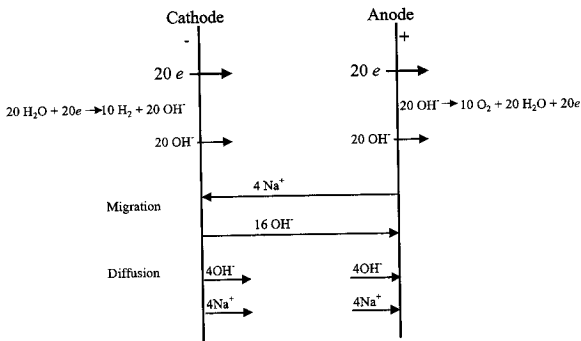 Cathode Anode
- +
20 e 20 e
20 H₂O + 20e → 10 H₂ + 20 OH⁻ 20 OH⁻ → 10 O₂ + 20 H₂O + 20e
20 OH⁻ 20 OH⁻
4 Na⁺
Migration
16 OH⁻
Diffusion 4OH⁻ 4OH⁻
4Na⁺ 4Na⁺